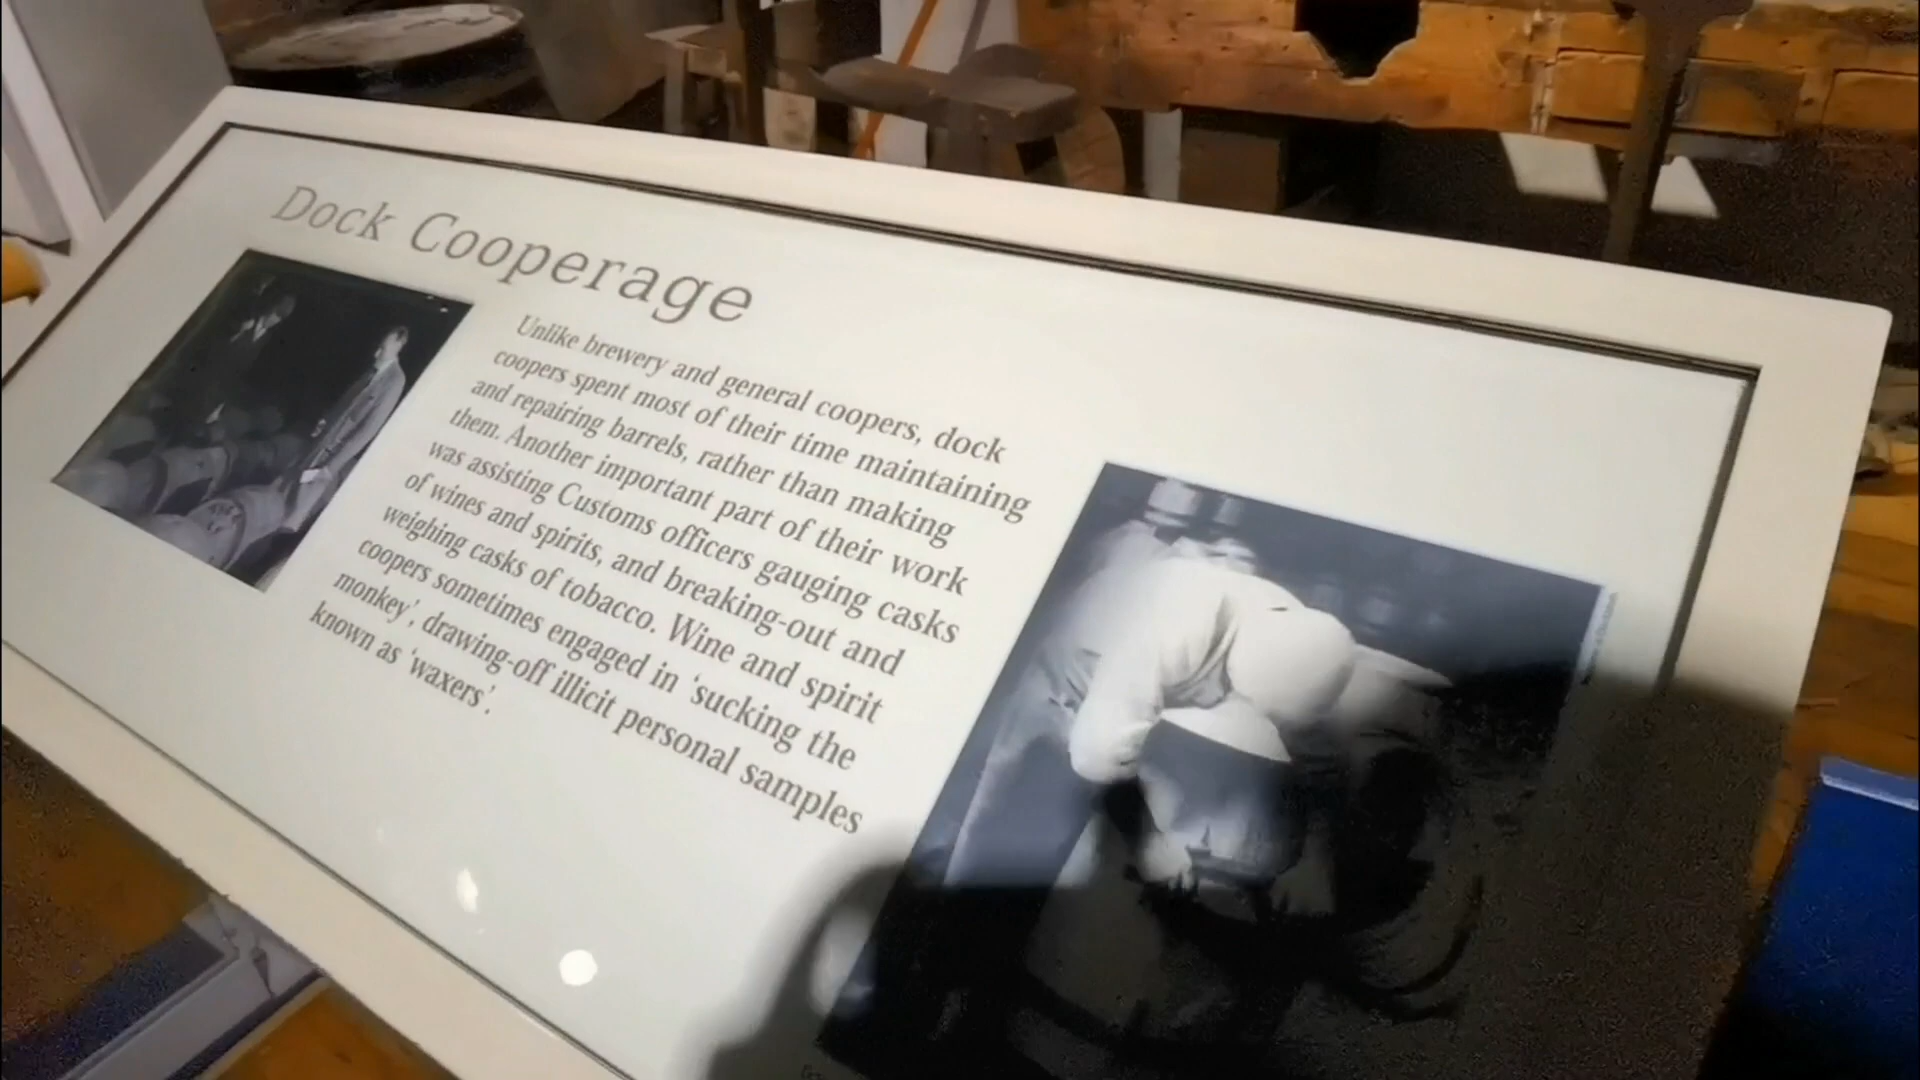 Dock Cooperage
Unlike brewery and general coopers, dock
coopers spent most of their time maintaining
and repairing barrels, rather than making
them. Another important part of their work
was assisting Customs officers gauging casks
of wines and spirits, and breaking-out and
weighing casks of tobacco. Wine and spirit
coopers sometimes engaged in 'sucking the
monkey', drawing-off illicit personal samples
known as 'waxers'.